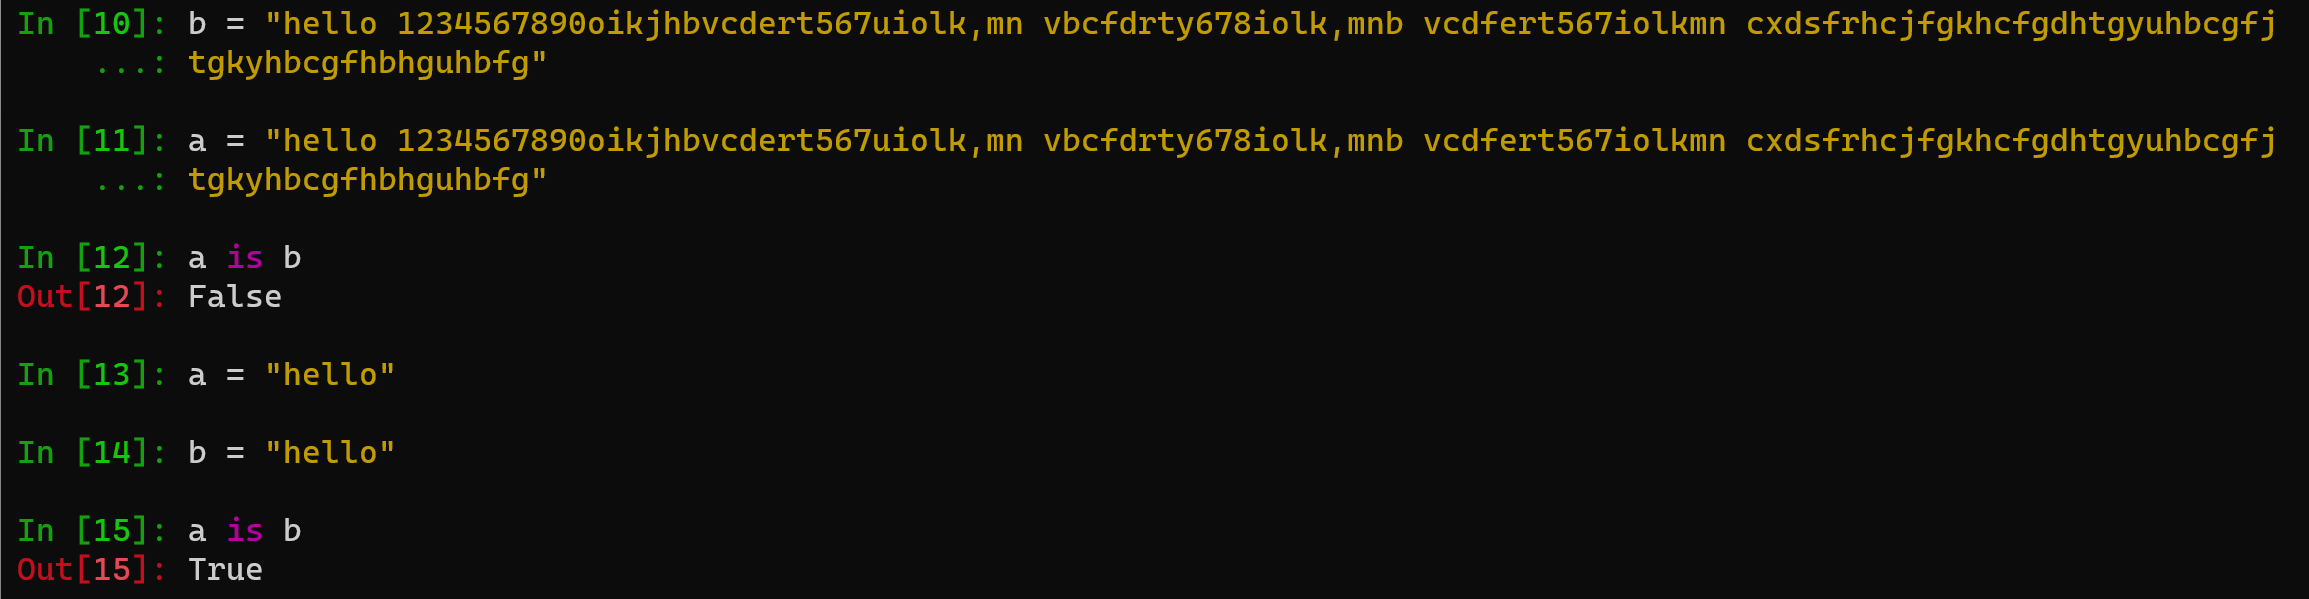 In [10]: b = "hello 1234567890oikjhbvcdert567uiolk,mn vbcfdrty678iolk,mnb vcdfert567iolkmn cxdsfrhcjfgkhcfgdhtgyuhbcgfj
    ...: tgkyhbcgfhbhguhbfg"
In [11]: a = "hello 1234567890oikjhbvcdert567uiolk,mn vbcfdrty678iolk,mnb vcdfert567iolkmn cxdsfrhcjfgkhcfgdhtgyuhbcgfj
    ...: tgkyhbcgfhbhguhbfg"
In [12]: a is b
Out[12]: False
In [13]: a = "hello"
In [14]: b = "hello"
In [15]: a is b
Out[15]: True